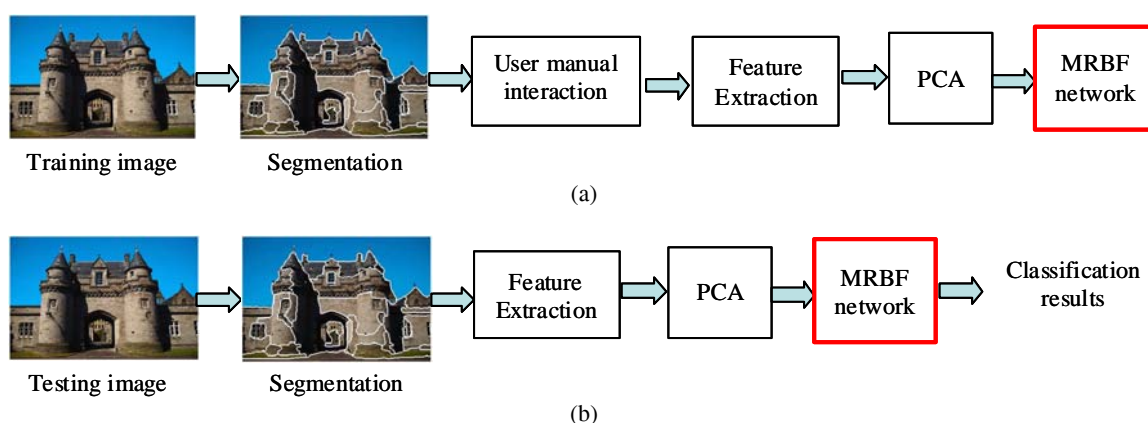 User manual
interaction
Feature
Extraction
PCA
MRBF
network
Training image
Segmentation
(a)
Feature
Extraction
PCA
MRBF
network
Classification
results
Testing image
Segmentation
(b)